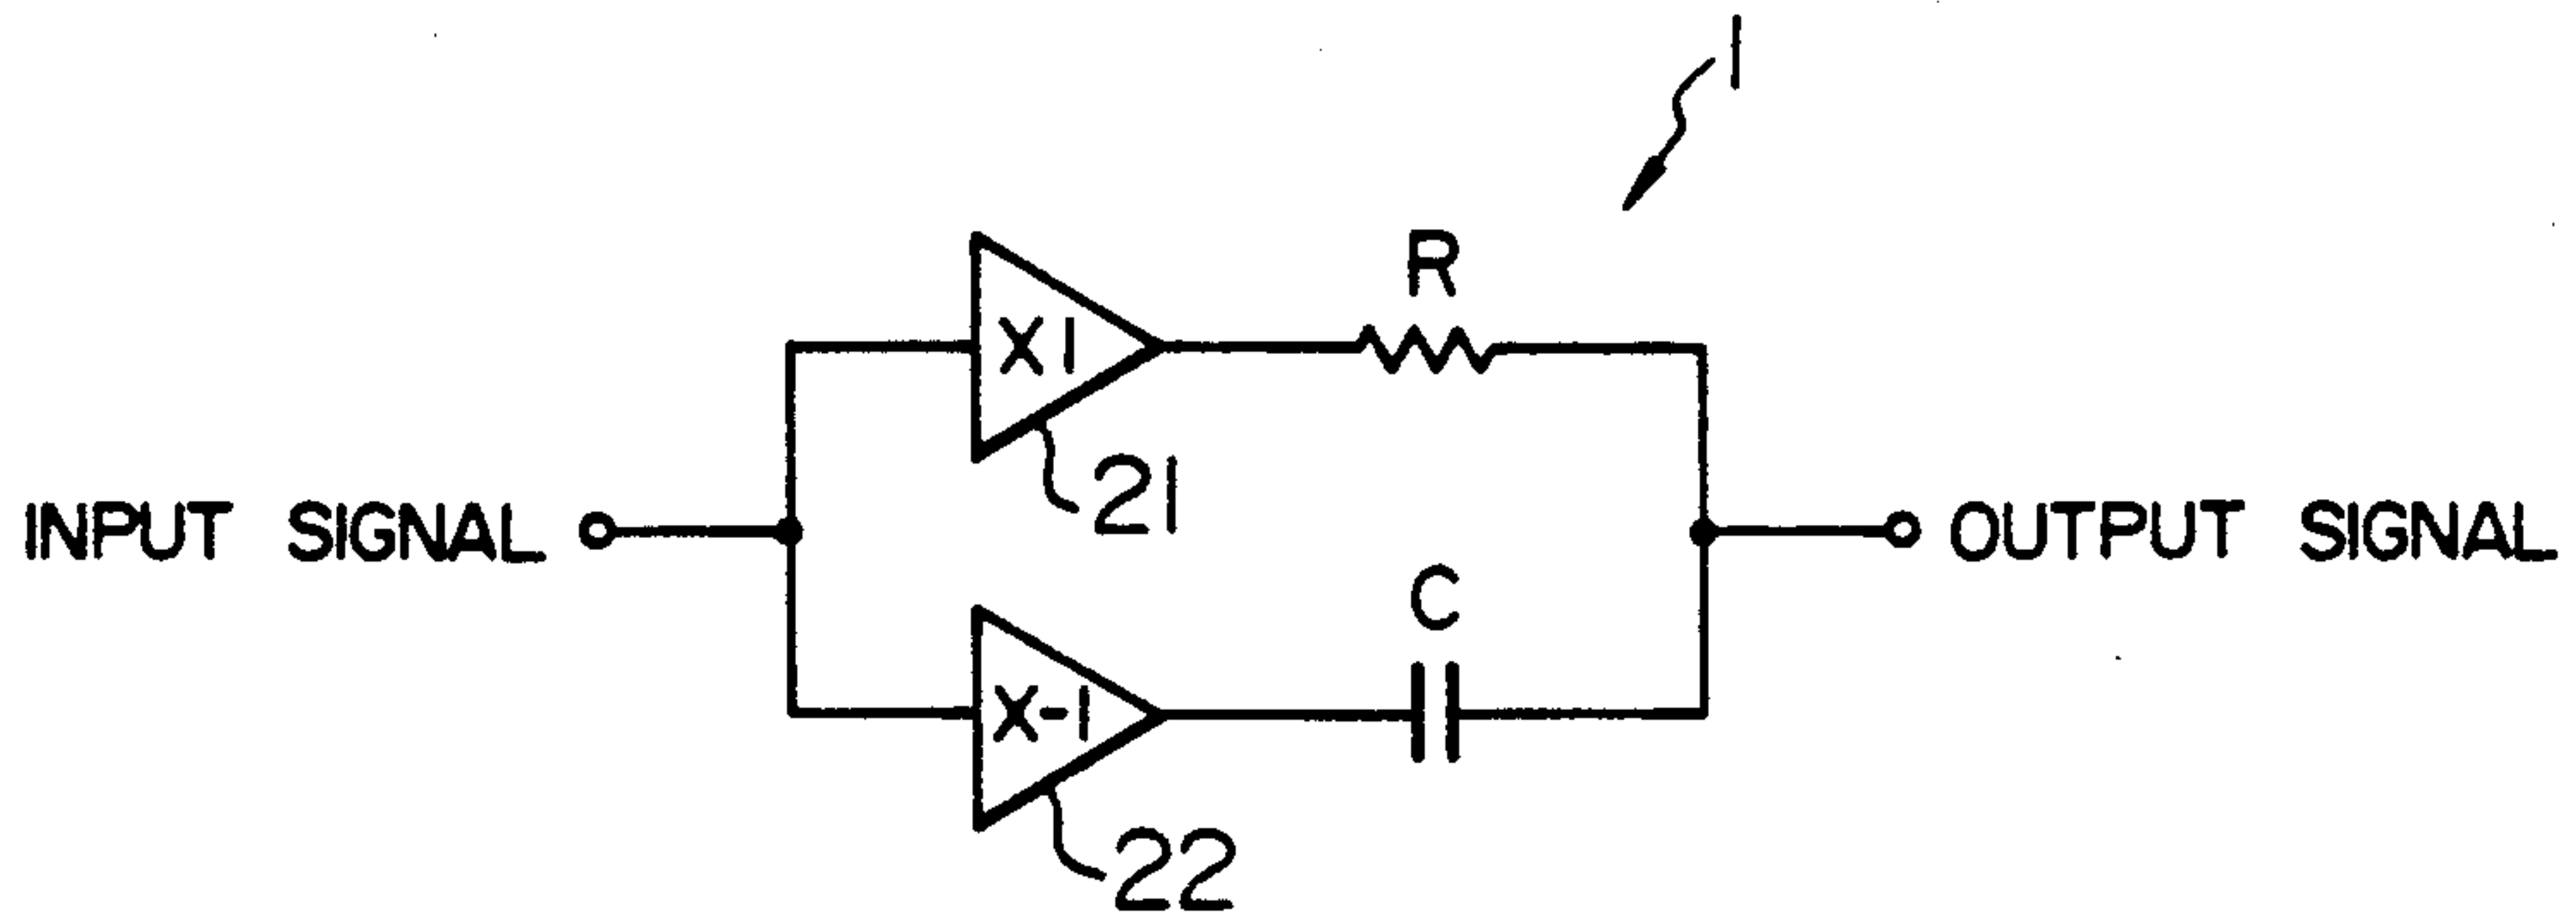 1
R
X1
21
INPUT SIGNAL
OUTPUT SIGNAL
C
X-1
22